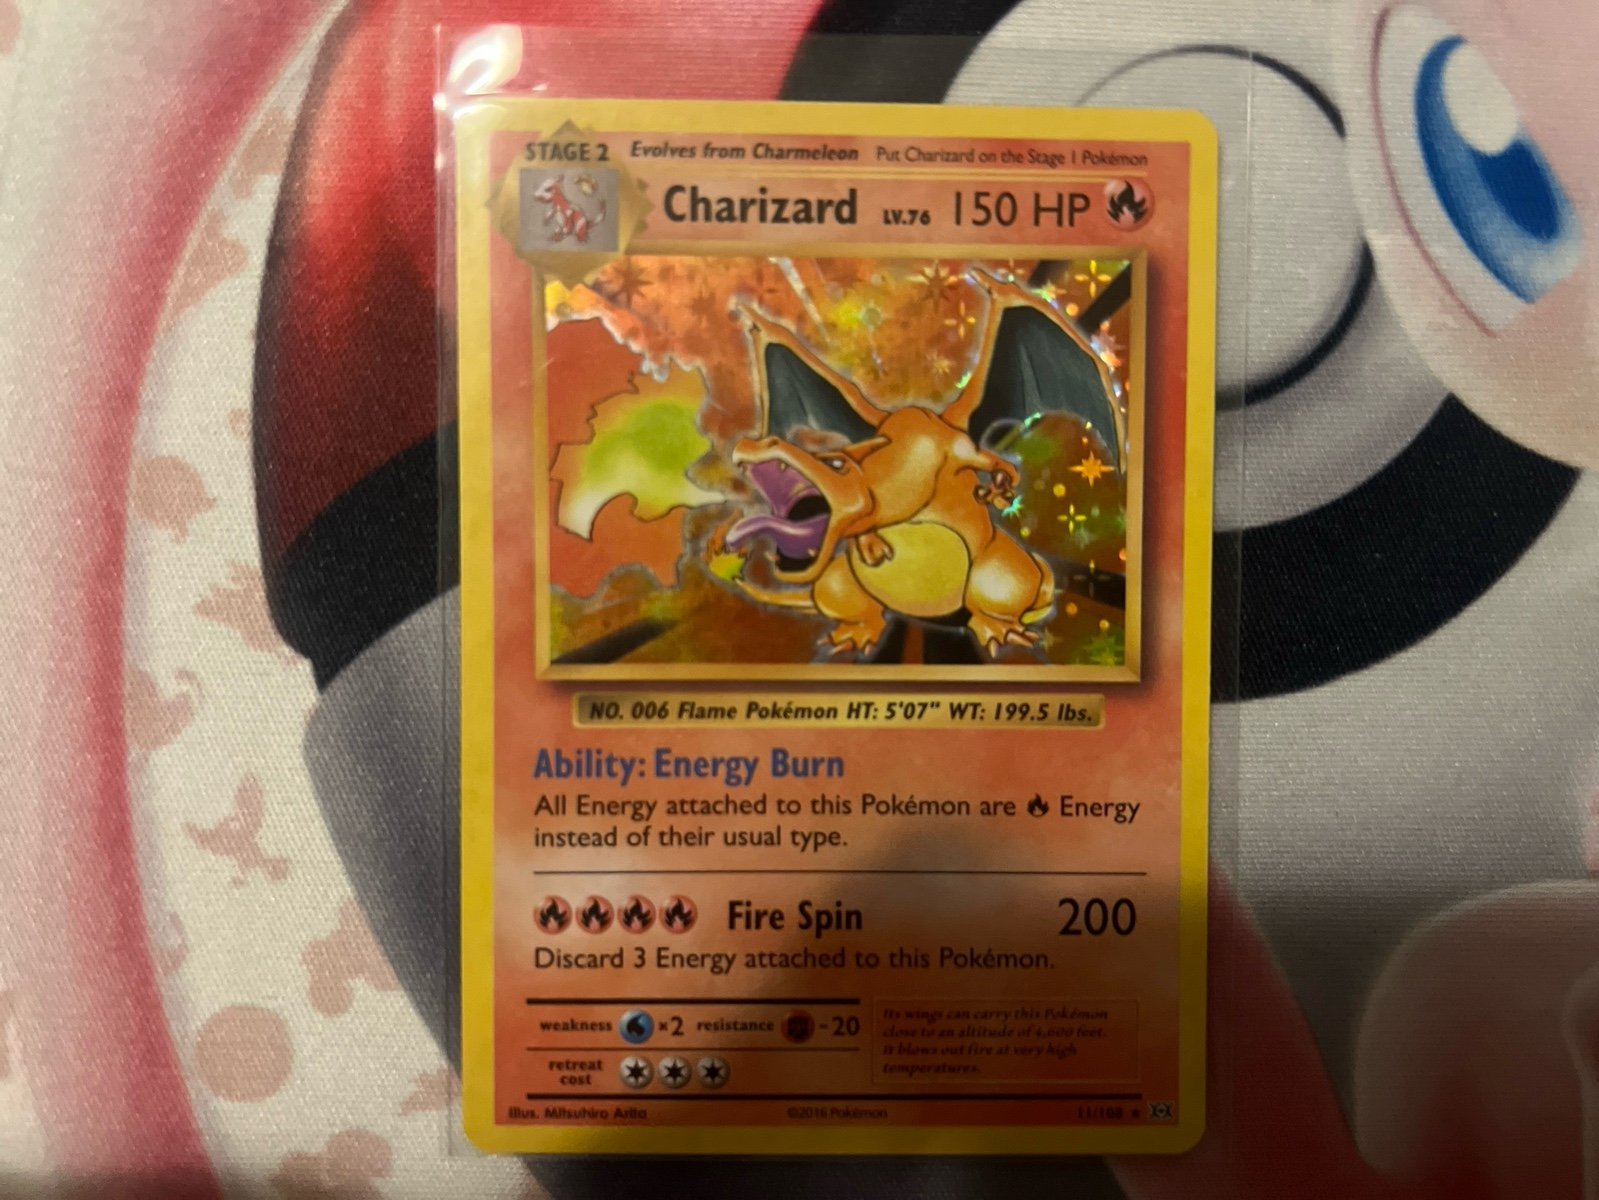 STAGE 2 Evolves from Charmeleon Put Charizard on the Stage 1 Pokémon
Charizard LV.76 150 HP
NO. 006 Flame Pokémon HT: 5'07" WT: 199.5 lbs.
Ability: Energy Burn
All Energy attached to this Pokémon are Energy
instead of their usual type.
Fire Spin 200
Discard 3 Energy attached to this Pokémon.
weakness ×2 resistance -20
retreat
cost
Its wings can carry this Pokémon
close to an altitude of 4,600 feet.
It blows out fire at very high
temperatures.
Illus. Mitsuhiro Arita ©2016 Pokémon 11/108